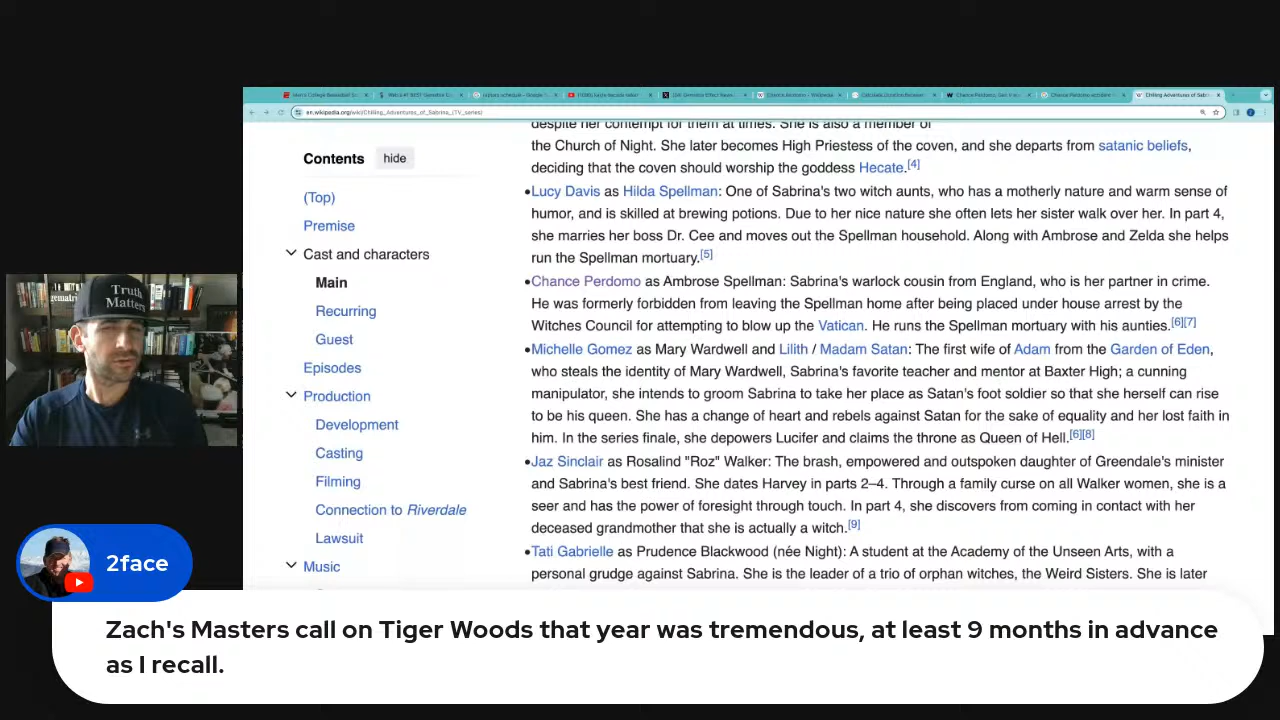 en.wikipedia.org/wiki/Chilling_Adventures_of_Sabrina_(TV_series)
despite her contempt for them at times. She is also a member of
the Church of Night. She later becomes High Priestess of the coven, and she departs from satanic beliefs,
deciding that the coven should worship the goddess Hecate.[4]
•Lucy Davis as Hilda Spellman: One of Sabrina's two witch aunts, who has a motherly nature and warm sense of
humor, and is skilled at brewing potions. Due to her nice nature she often lets her sister walk over her. In part 4,
she marries her boss Dr. Cee and moves out the Spellman household. Along with Ambrose and Zelda she helps
run the Spellman mortuary.[5]
•Chance Perdomo as Ambrose Spellman: Sabrina's warlock cousin from England, who is her partner in crime.
He was formerly forbidden from leaving the Spellman home after being placed under house arrest by the
Witches Council for attempting to blow up the Vatican. He runs the Spellman mortuary with his aunties.[6][7]
•Michelle Gomez as Mary Wardwell and Lilith / Madam Satan: The first wife of Adam from the Garden of Eden,
who steals the identity of Mary Wardwell, Sabrina's favorite teacher and mentor at Baxter High; a cunning
manipulator, she intends to groom Sabrina to take her place as Satan's foot soldier so that she herself can rise
to be his queen. She has a change of heart and rebels against Satan for the sake of equality and her lost faith in
him. In the series finale, she depowers Lucifer and claims the throne as Queen of Hell.[6][8]
•Jaz Sinclair as Rosalind "Roz" Walker: The brash, empowered and outspoken daughter of Greendale's minister
and Sabrina's best friend. She dates Harvey in parts 2–4. Through a family curse on all Walker women, she is a
seer and has the power of foresight through touch. In part 4, she discovers from coming in contact with her
deceased grandmother that she is actually a witch.[9]
•Tati Gabrielle as Prudence Blackwood (née Night): A student at the Academy of the Unseen Arts, with a
personal grudge against Sabrina. She is the leader of a trio of orphan witches, the Weird Sisters. She is later
Contents hide
(Top)
Premise
Cast and characters
Main
Recurring
Guest
Episodes
Production
Development
Casting
Filming
Connection to Riverdale
Lawsuit
Music
Truth
Matters
2face
Zach's Masters call on Tiger Woods that year was tremendous, at least 9 months in advance
as I recall.